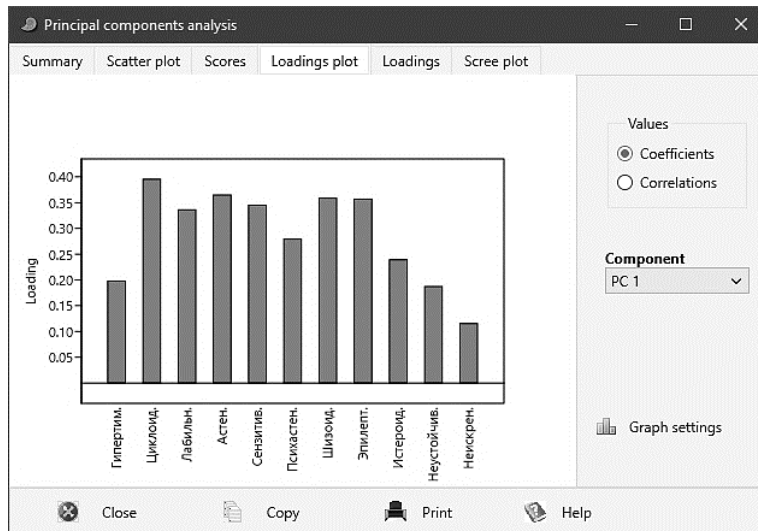 Principal components analysis
Summary
Scatter plot
Scores
Loadings plot
Loadings
Scree plot
Values
Coefficients
Correlations
Component
PC 1
Graph settings
Loading
0.40
0.35
0.30
0.25
0.20
0.15
0.10
0.05
Гипертим.
Циклоид.
Лабильн.
Астен.
Сензитив.
Психастен.
Шизоид.
Эпилепт.
Истероид.
Неустойчив.
Неискрен.
Close
Copy
Print
Help